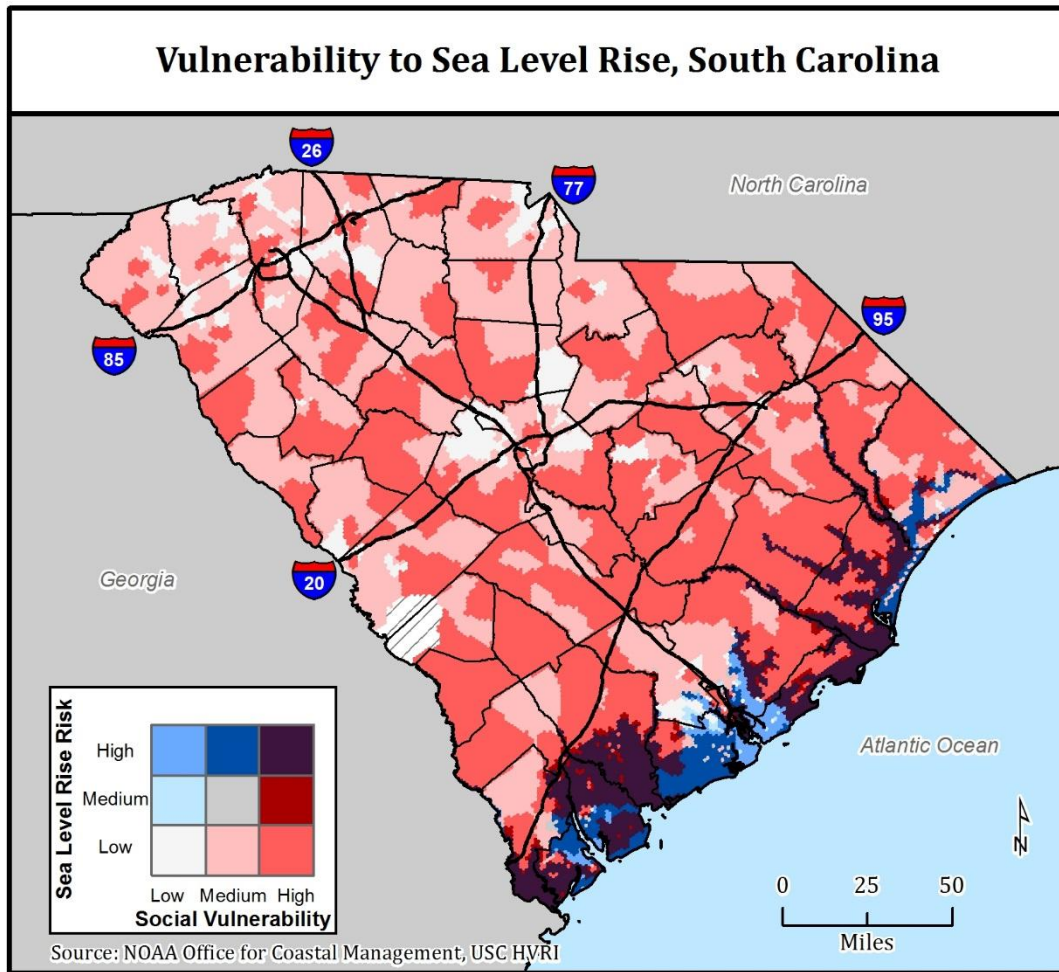 Vulnerability to Sea Level Rise, South Carolina
26
77
North Carolina
95
85
20
Georgia
Atlantic Ocean
Sea Level Rise Risk
High
Medium
Low
Low Medium High
Social Vulnerability
N
0 25 50
Miles
Source: NOAA Office for Coastal Management, USC HVRI